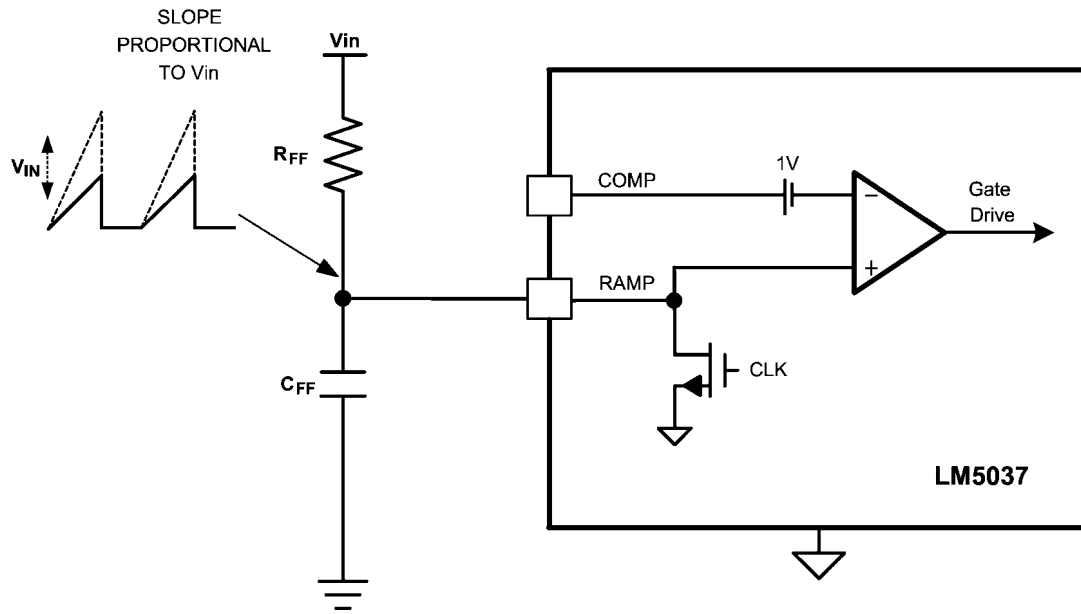 SLOPE
PROPORTIONAL
TO Vin
Vin
VIN
RFF
COMP
1V
−
Gate
Drive
RAMP
+
CFF
CLK
LM5037